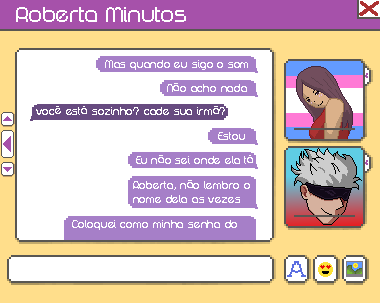 Roberta Minutos
Mas quando eu sigo o som
Não acho nada
você está sozinho? cade sua irmã?
Estou
Eu não sei onde ela tá
Roberta, não lembro o
nome dela as vezes
Coloquei como minha senha do
A